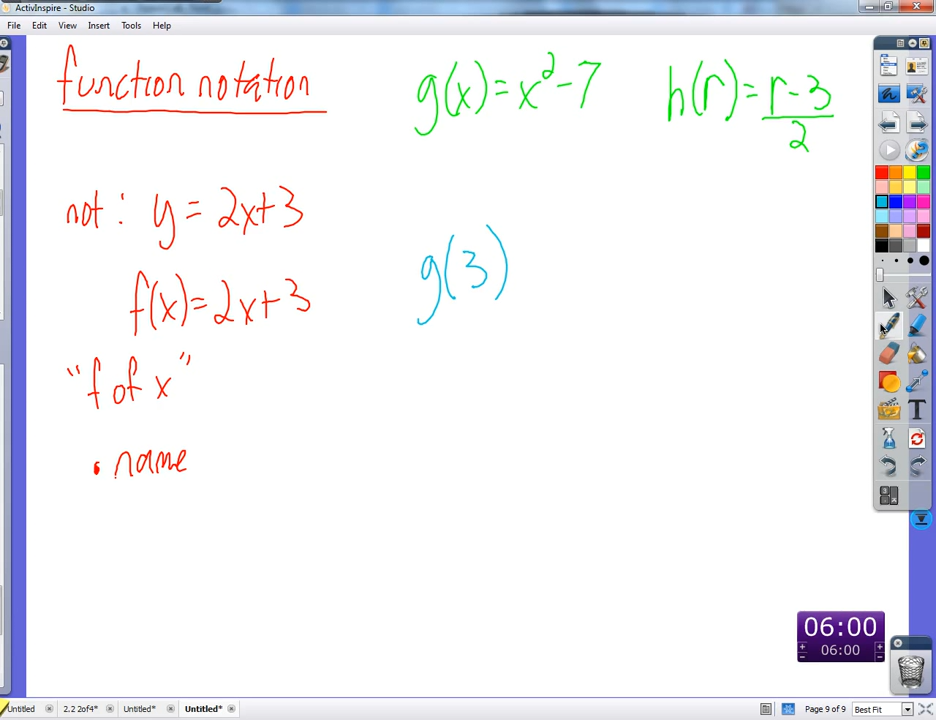 ActivInspire - Studio
File Edit View Insert Tools Help
function notation
g(x) = x² - 7
h(r) = r - 3
2
not : y = 2x + 3
g(3)
f(x) = 2x + 3
"f of x"
• name
06:00
06:00
Untitled 2.2 2of4* Untitled* Untitled* Page 9 of 9 Best Fit